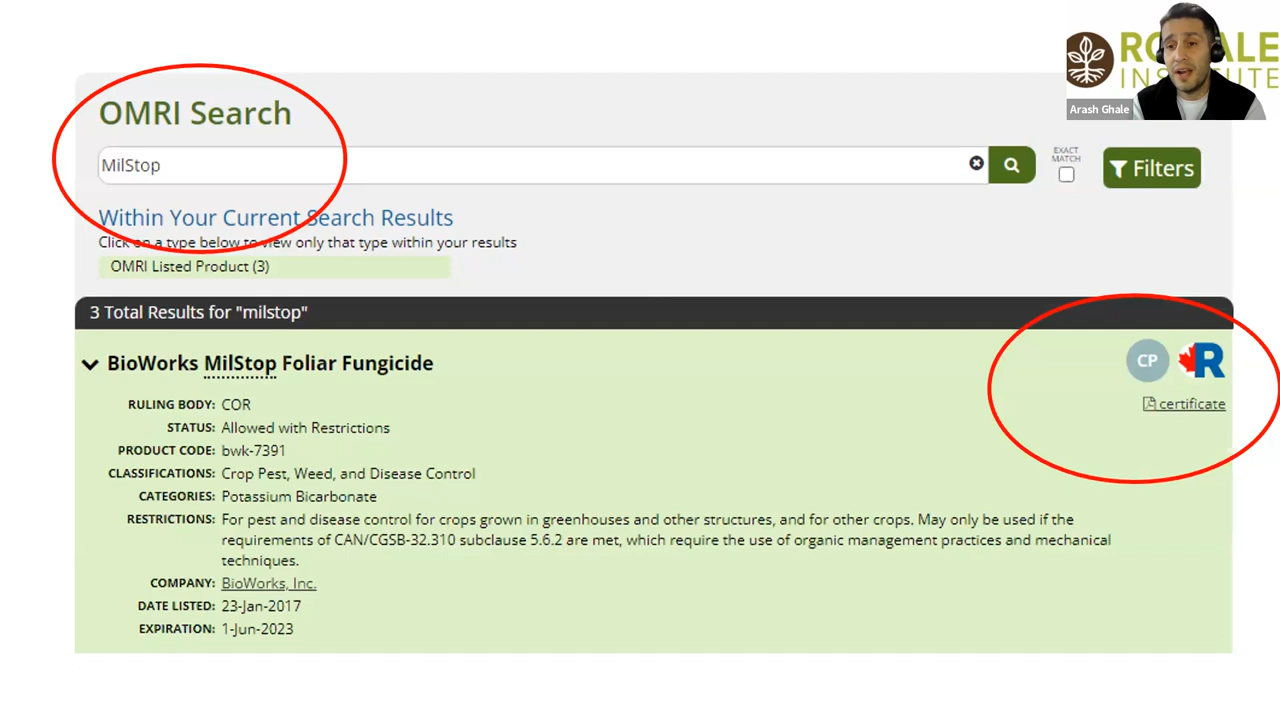 OMRI Search
MilStop
EXACT
MATCH
Filters
Within Your Current Search Results
Click on a type below to view only that type within your results
OMRI Listed Product (3)
3 Total Results for "milstop"
BioWorks MilStop Foliar Fungicide
CP R
certificate
RULING BODY: COR
STATUS: Allowed with Restrictions
PRODUCT CODE: bwk-7391
CLASSIFICATIONS: Crop Pest, Weed, and Disease Control
CATEGORIES: Potassium Bicarbonate
RESTRICTIONS: For pest and disease control for crops grown in greenhouses and other structures, and for other crops. May only be used if the
requirements of CAN/CGSB-32.310 subclause 5.6.2 are met, which require the use of organic management practices and mechanical
techniques.
COMPANY: BioWorks, Inc.
DATE LISTED: 23-Jan-2017
EXPIRATION: 1-Jun-2023
Arash Ghale